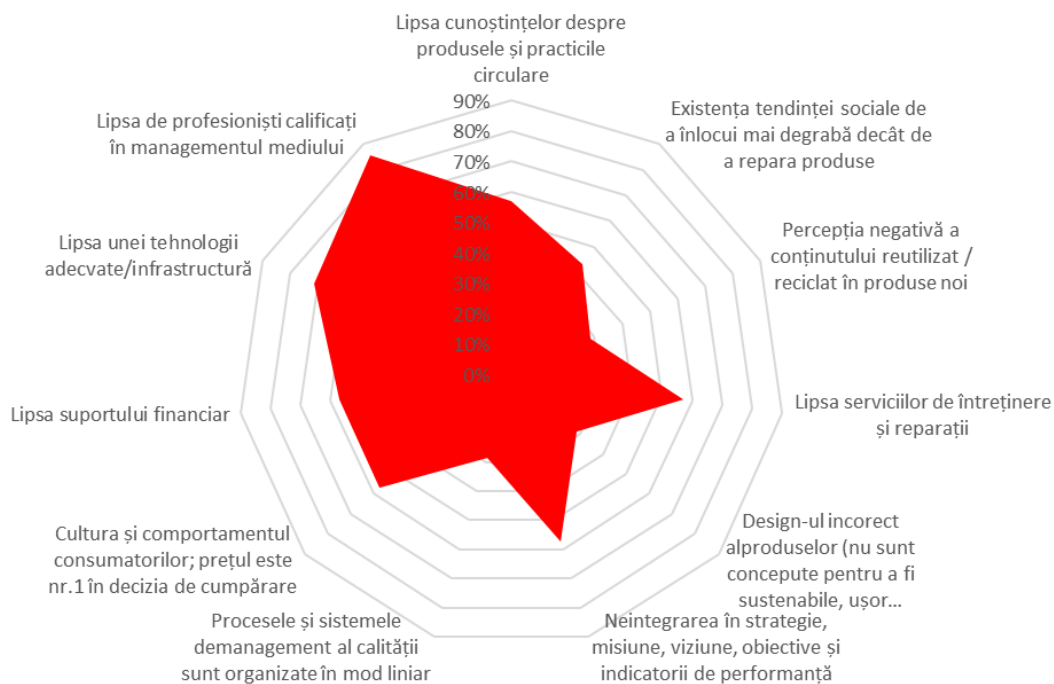 Lipsa cunoștințelor despre
produsele și practicile
circulare
Existența tendinței sociale de
a înlocui mai degrabă decât de
a repara produse
Percepția negativă a
conținutului reutilizat /
reciclat în produse noi
Lipsa serviciilor de întreținere
și reparații
Design-ul incorect
alproduselor (nu sunt
concepute pentru a fi
sustenabile, ușor...
Neintegrarea în strategie,
misiune, viziune, obiective și
indicatorii de performanță
Procesele și sistemele
demanagement al calității
sunt organizate în mod liniar
Cultura și comportamentul
consumatorilor; prețul este
nr.1 în decizia de cumpărare
Lipsa suportului financiar
Lipsa unei tehnologii
adecvate/infrastructură
Lipsa de profesioniști calificați
în managementul mediului
90%
80%
70%
60%
50%
40%
30%
20%
10%
0%